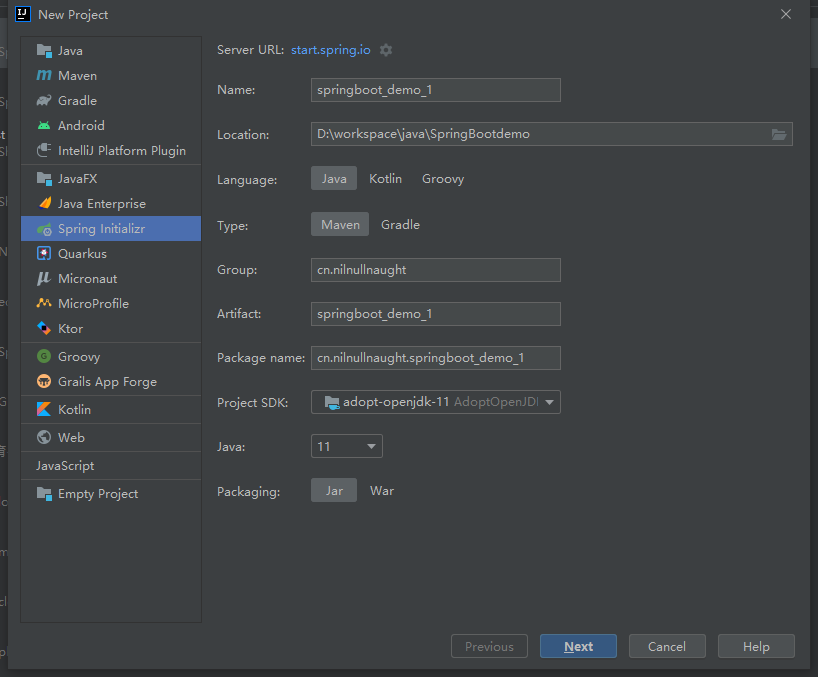 New Project
Java
Maven
Gradle
Android
IntelliJ Platform Plugin
JavaFX
Java Enterprise
Spring Initializr
Quarkus
Micronaut
MicroProfile
Ktor
Groovy
Grails App Forge
Kotlin
Web
JavaScript
Empty Project
Server URL: start.spring.io
Name: springboot_demo_1
Location: D:\workspace\java\SpringBootdemo
Language: Java Kotlin Groovy
Type: Maven Gradle
Group: cn.nilnullnaught
Artifact: springboot_demo_1
Package name: cn.nilnullnaught.springboot_demo_1
Project SDK: adopt-openjdk-11 AdoptOpenJD
Java: 11
Packaging: Jar War
Previous Next Cancel Help